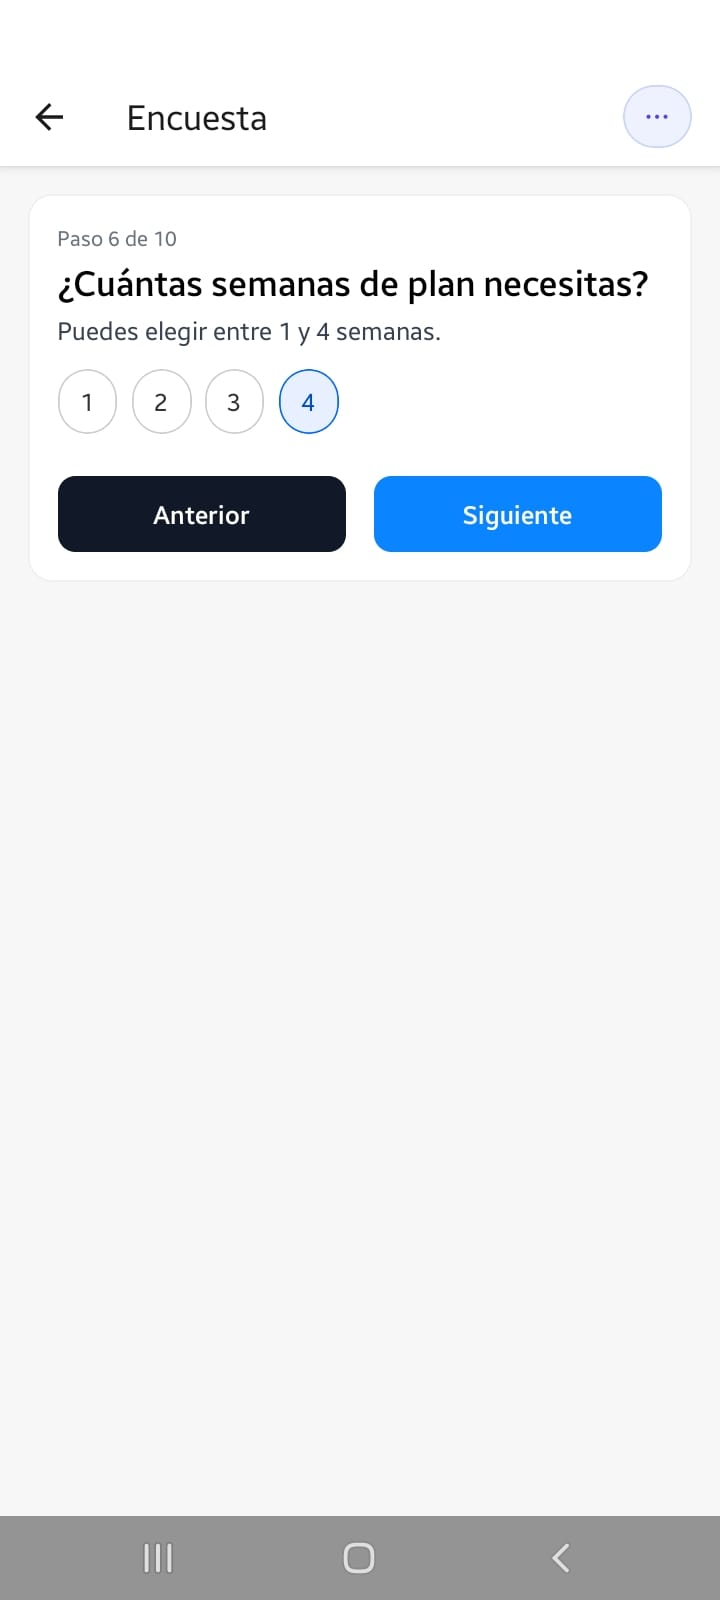 Encuesta
Paso 6 de 10
¿Cuántas semanas de plan necesitas?
Puedes elegir entre 1 y 4 semanas.
1 2 3 4
Anterior Siguiente